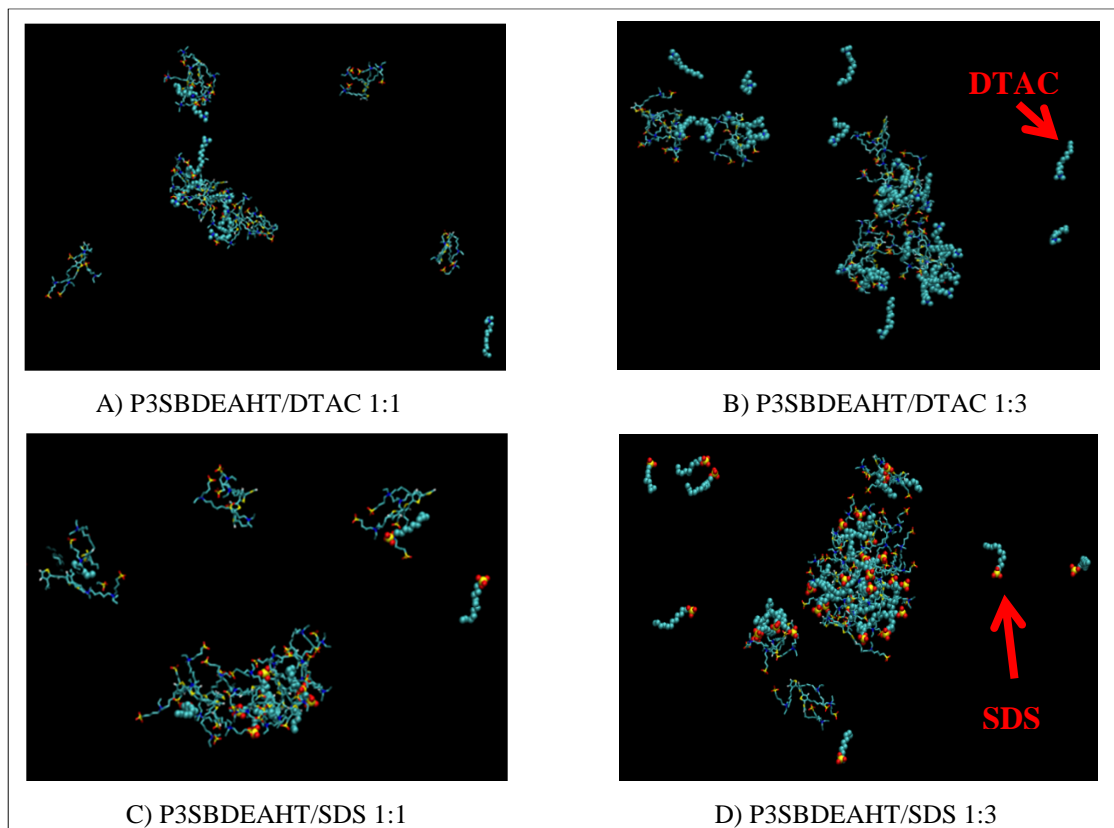 DTAC
A) P3SBDEAHT/DTAC 1:1
B) P3SBDEAHT/DTAC 1:3
SDS
C) P3SBDEAHT/SDS 1:1
D) P3SBDEAHT/SDS 1:3